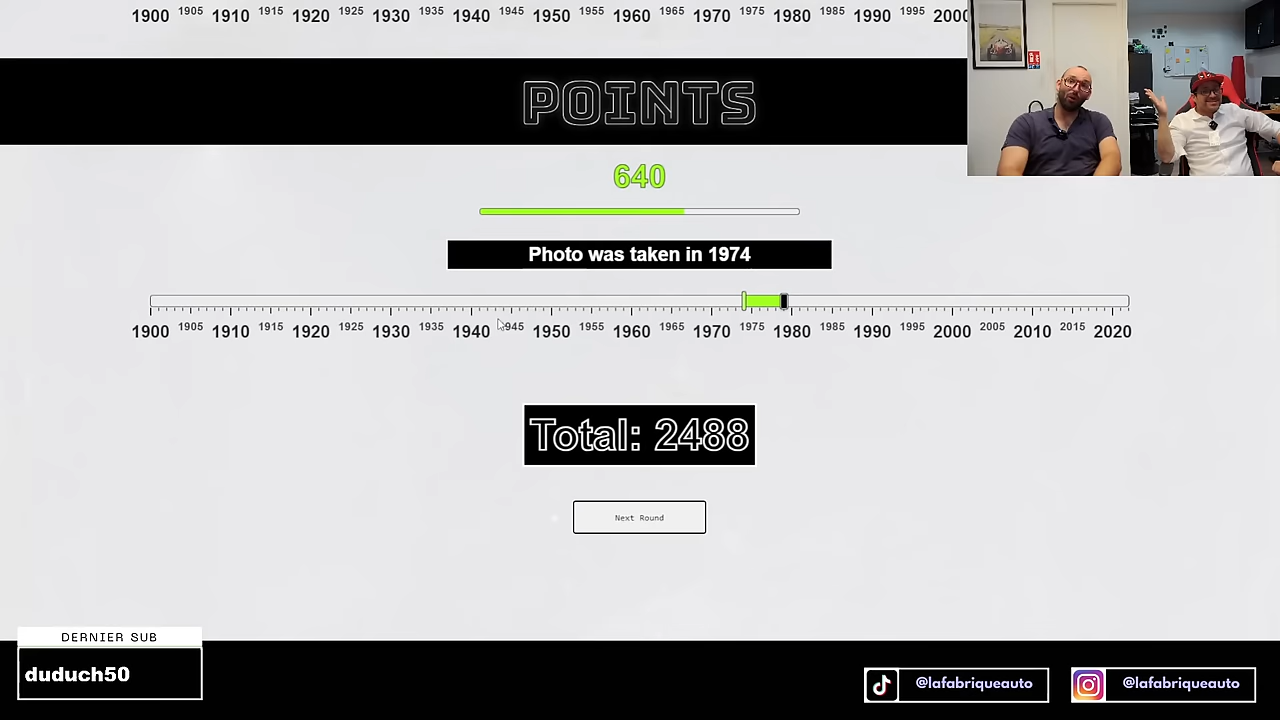 1900 1905 1910 1915 1920 1925 1930 1935 1940 1945 1950 1955 1960 1965 1970 1975 1980 1985 1990 1995 2000
POINTS
640
Photo was taken in 1974
1900 1905 1910 1915 1920 1925 1930 1935 1940 1945 1950 1955 1960 1965 1970 1975 1980 1985 1990 1995 2000 2005 2010 2015 2020
Total: 2488
Next Round
DERNIER SUB
duduch50
@lafabriqueauto
@lafabriqueauto